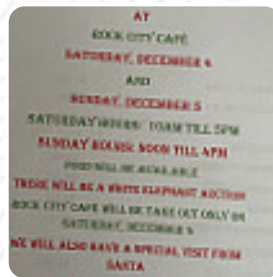 AT
ROCK CITY CAFÉ
SATURDAY, DECEMBER 4
AND
SUNDAY, DECEMBER 5
SATURDAY HOURS: 10AM TILL 5PM
SUNDAY HOURS: NOON TILL 4PM
FOOD WILL BE AVAILABLE
THERE WILL BE A WHITE ELEPHANT AUCTION
ROCK CITY CAFE WILL BE TAKE OUT ONLY ON
SATURDAY, DECEMBER 4
WE WILL ALSO HAVE A SPECIAL VISIT FROM
SANTA